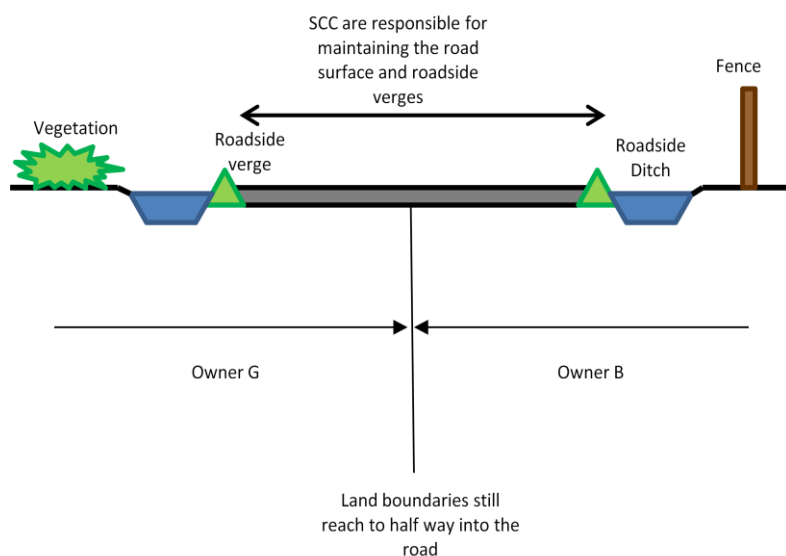 SCC are responsible for
maintaining the road
surface and roadside
verges
Fence
Vegetation
Roadside
verge
Roadside
Ditch
Owner G
Owner B
Land boundaries still
reach to half way into the
road